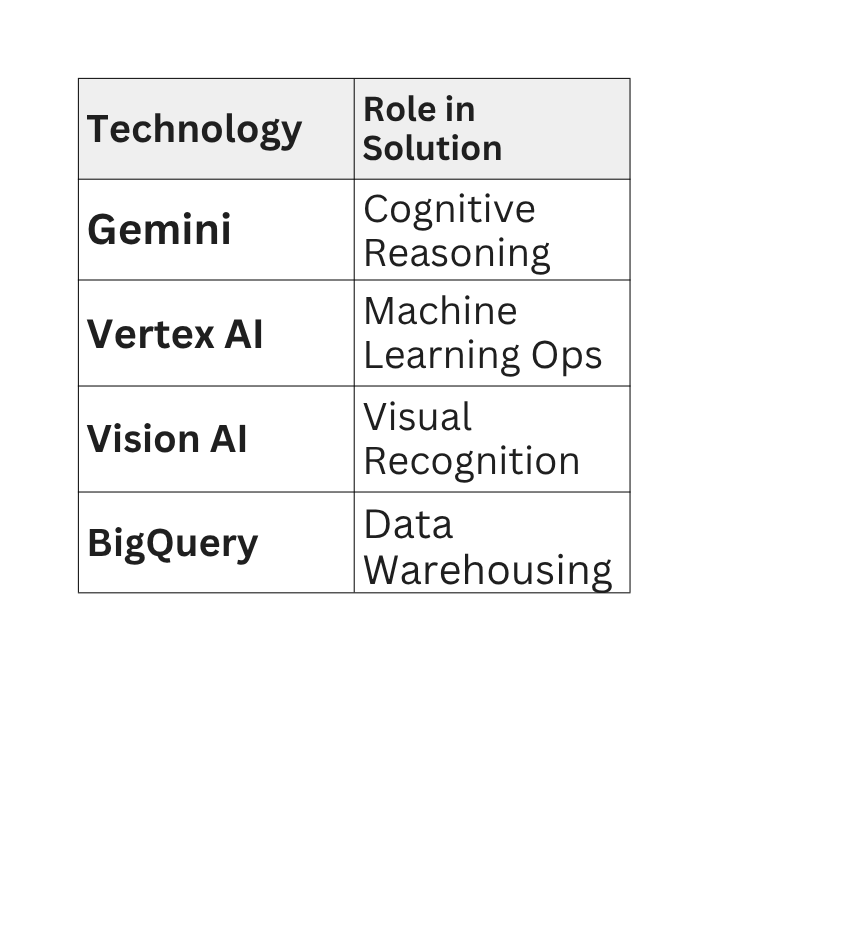 Technology
Role in
Solution
Gemini
Cognitive
Reasoning
Vertex AI
Machine
Learning Ops
Vision AI
Visual
Recognition
BigQuery
Data
Warehousing